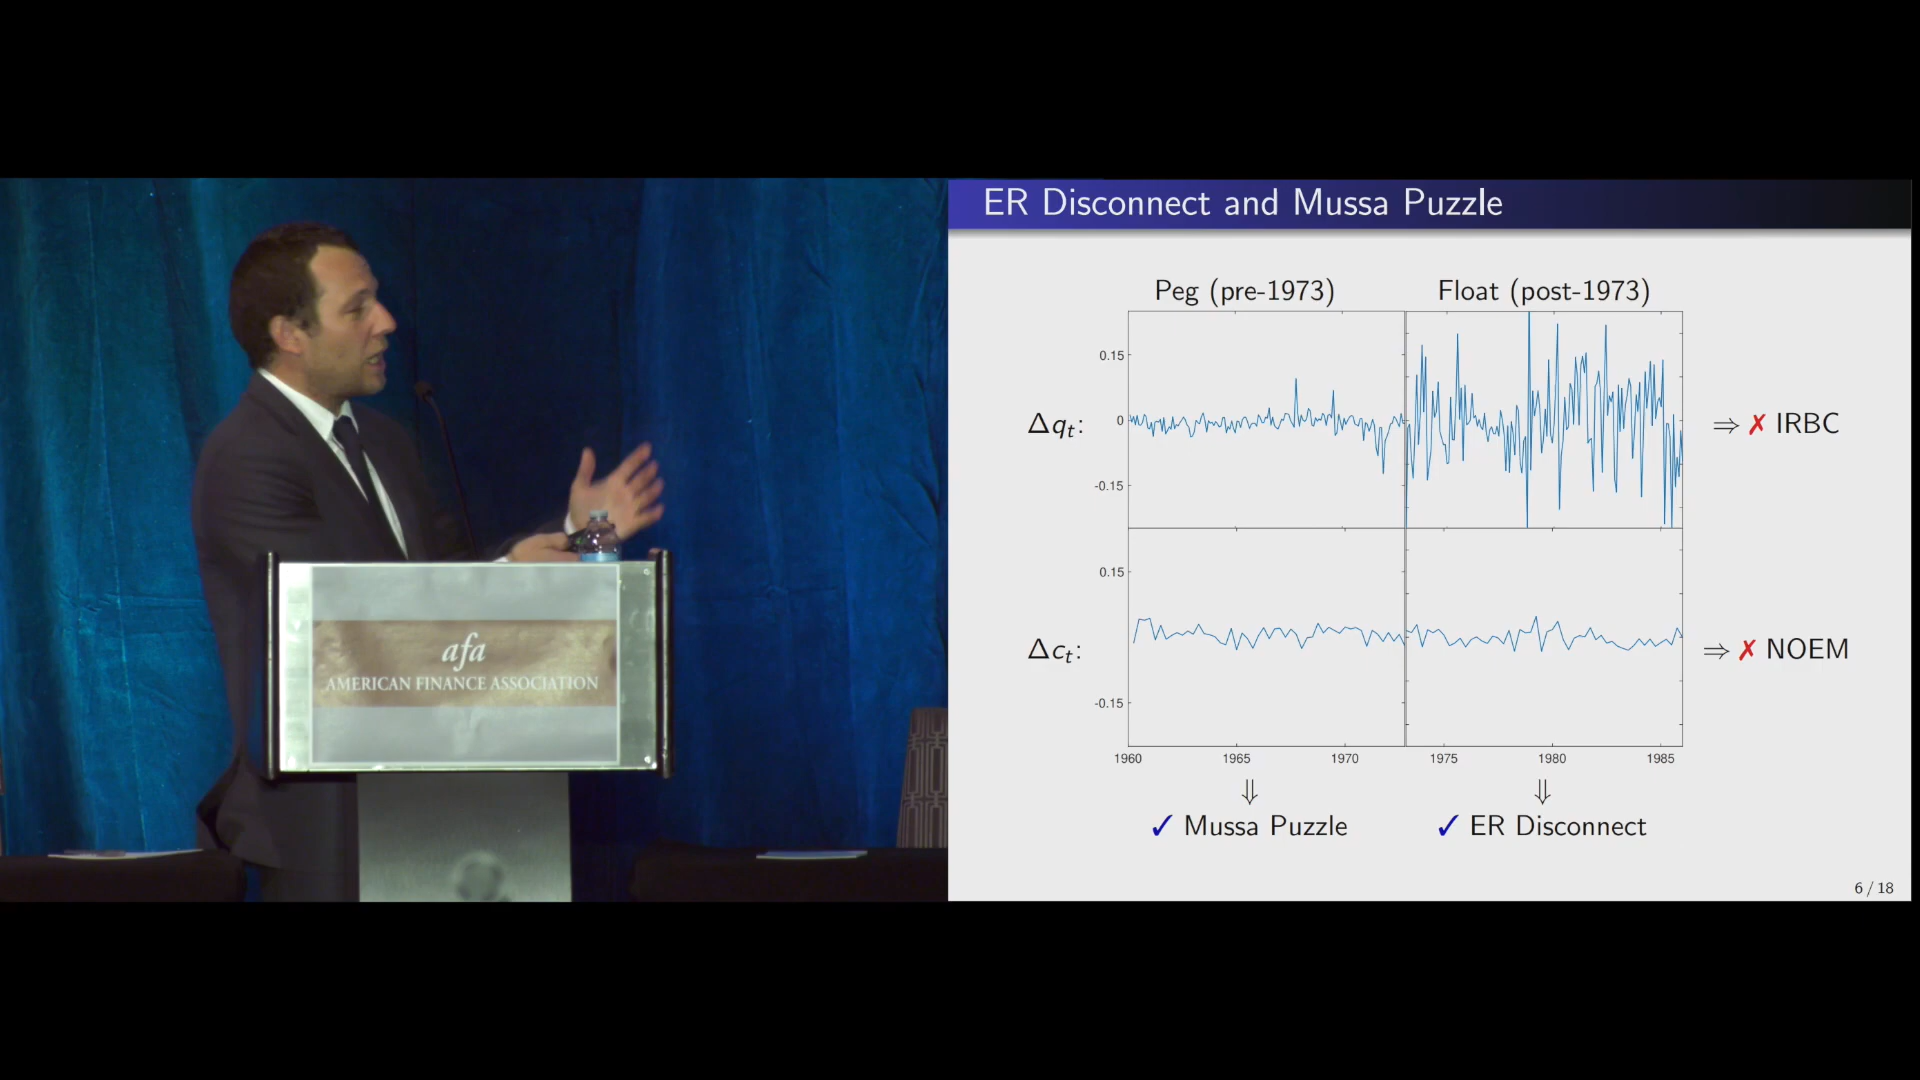 ER Disconnect and Mussa Puzzle
Peg (pre-1973) Float (post-1973)
0.15
Δqₜ: 0 ⇒ ✗ IRBC
-0.15
0.15
Δcₜ: ⇒ ✗ NOEM
-0.15
1960 1965 1970 1975 1980 1985
⇓ ⇓
✓ Mussa Puzzle ✓ ER Disconnect
6 / 18
afa
AMERICAN FINANCE ASSOCIATION